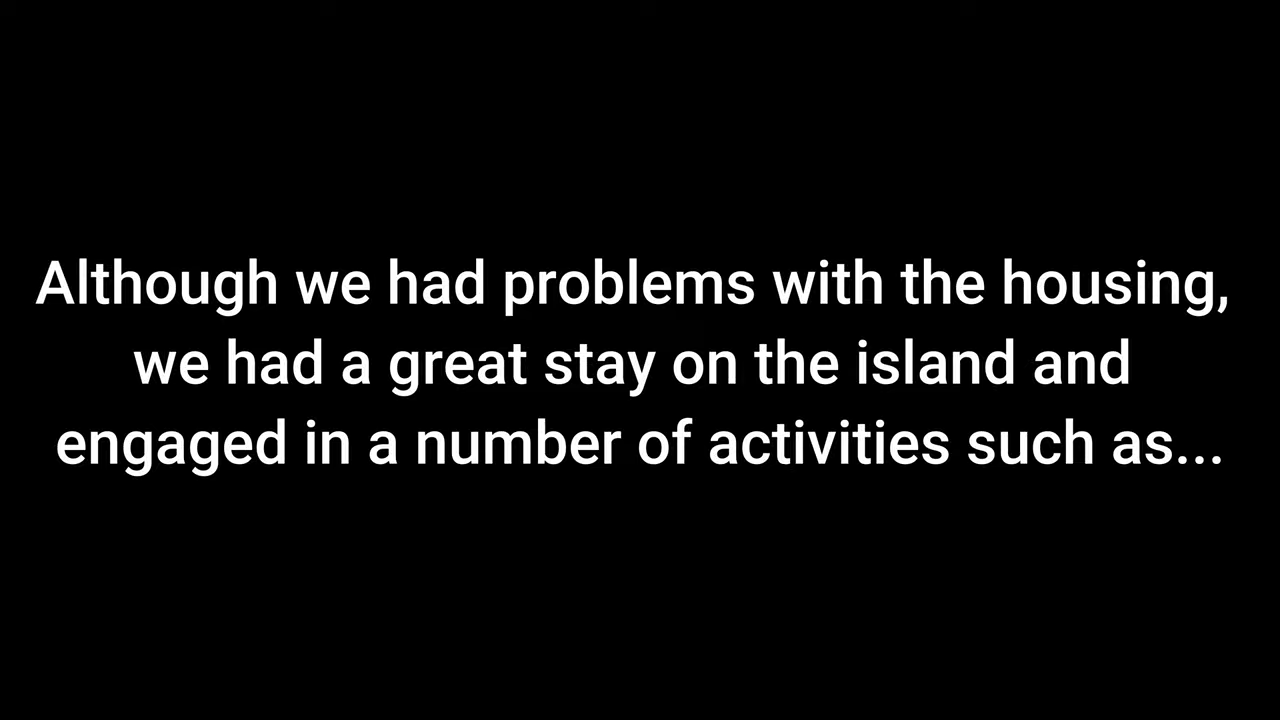 Although we had problems with the housing,
we had a great stay on the island and
engaged in a number of activities such as...